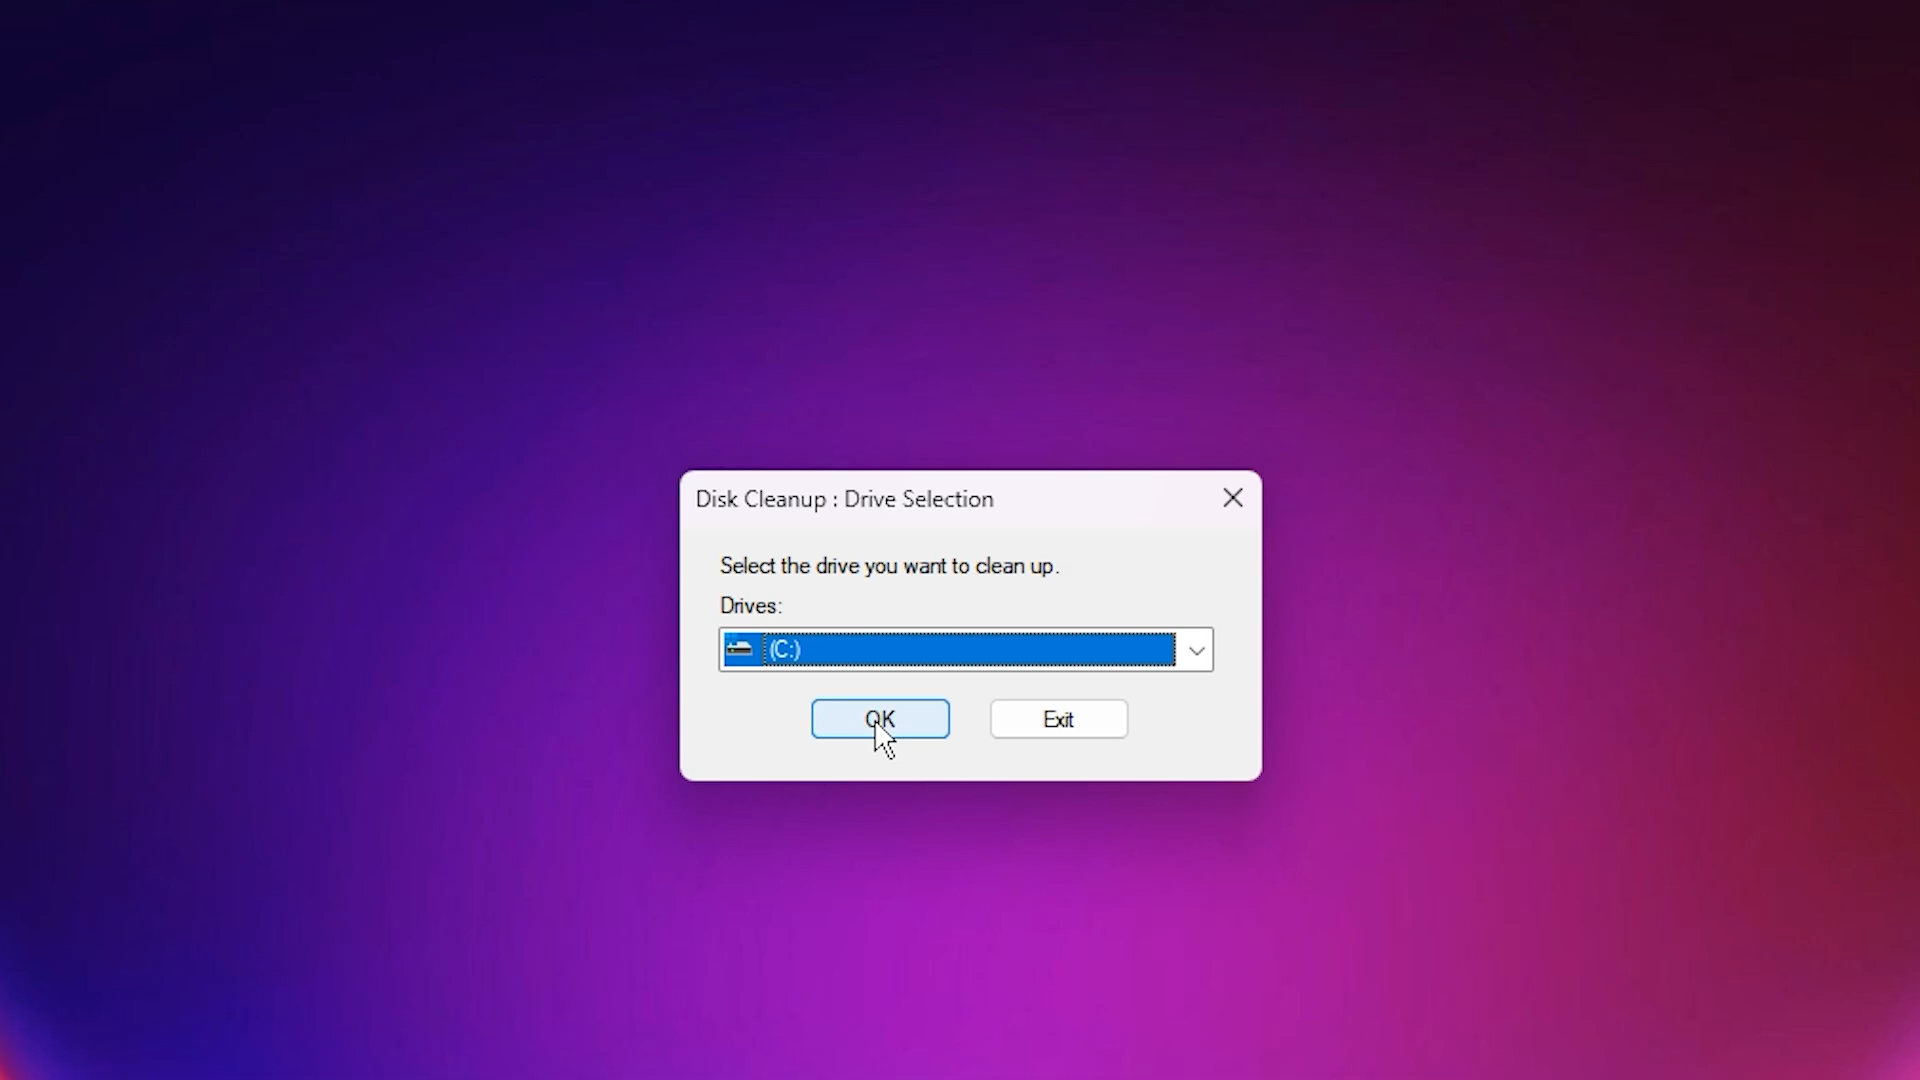 Disk Cleanup : Drive Selection
Select the drive you want to clean up.
Drives:
(C:)
OK
Exit